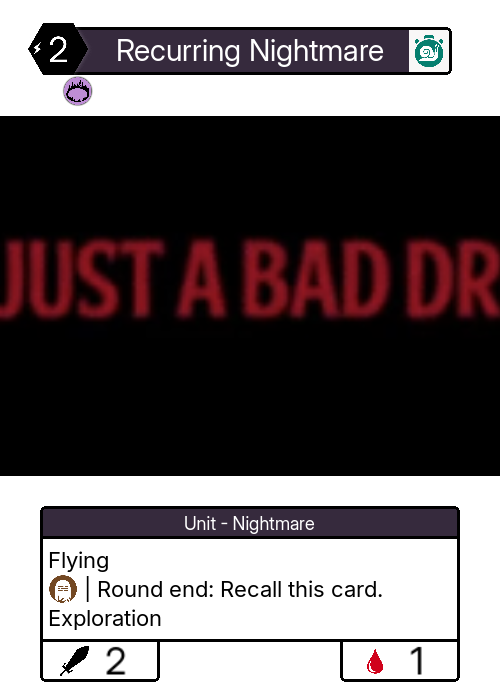 2 Recurring Nightmare
JUST A BAD DR
Unit - Nightmare
Flying
| Round end: Recall this card.
Exploration
2 1